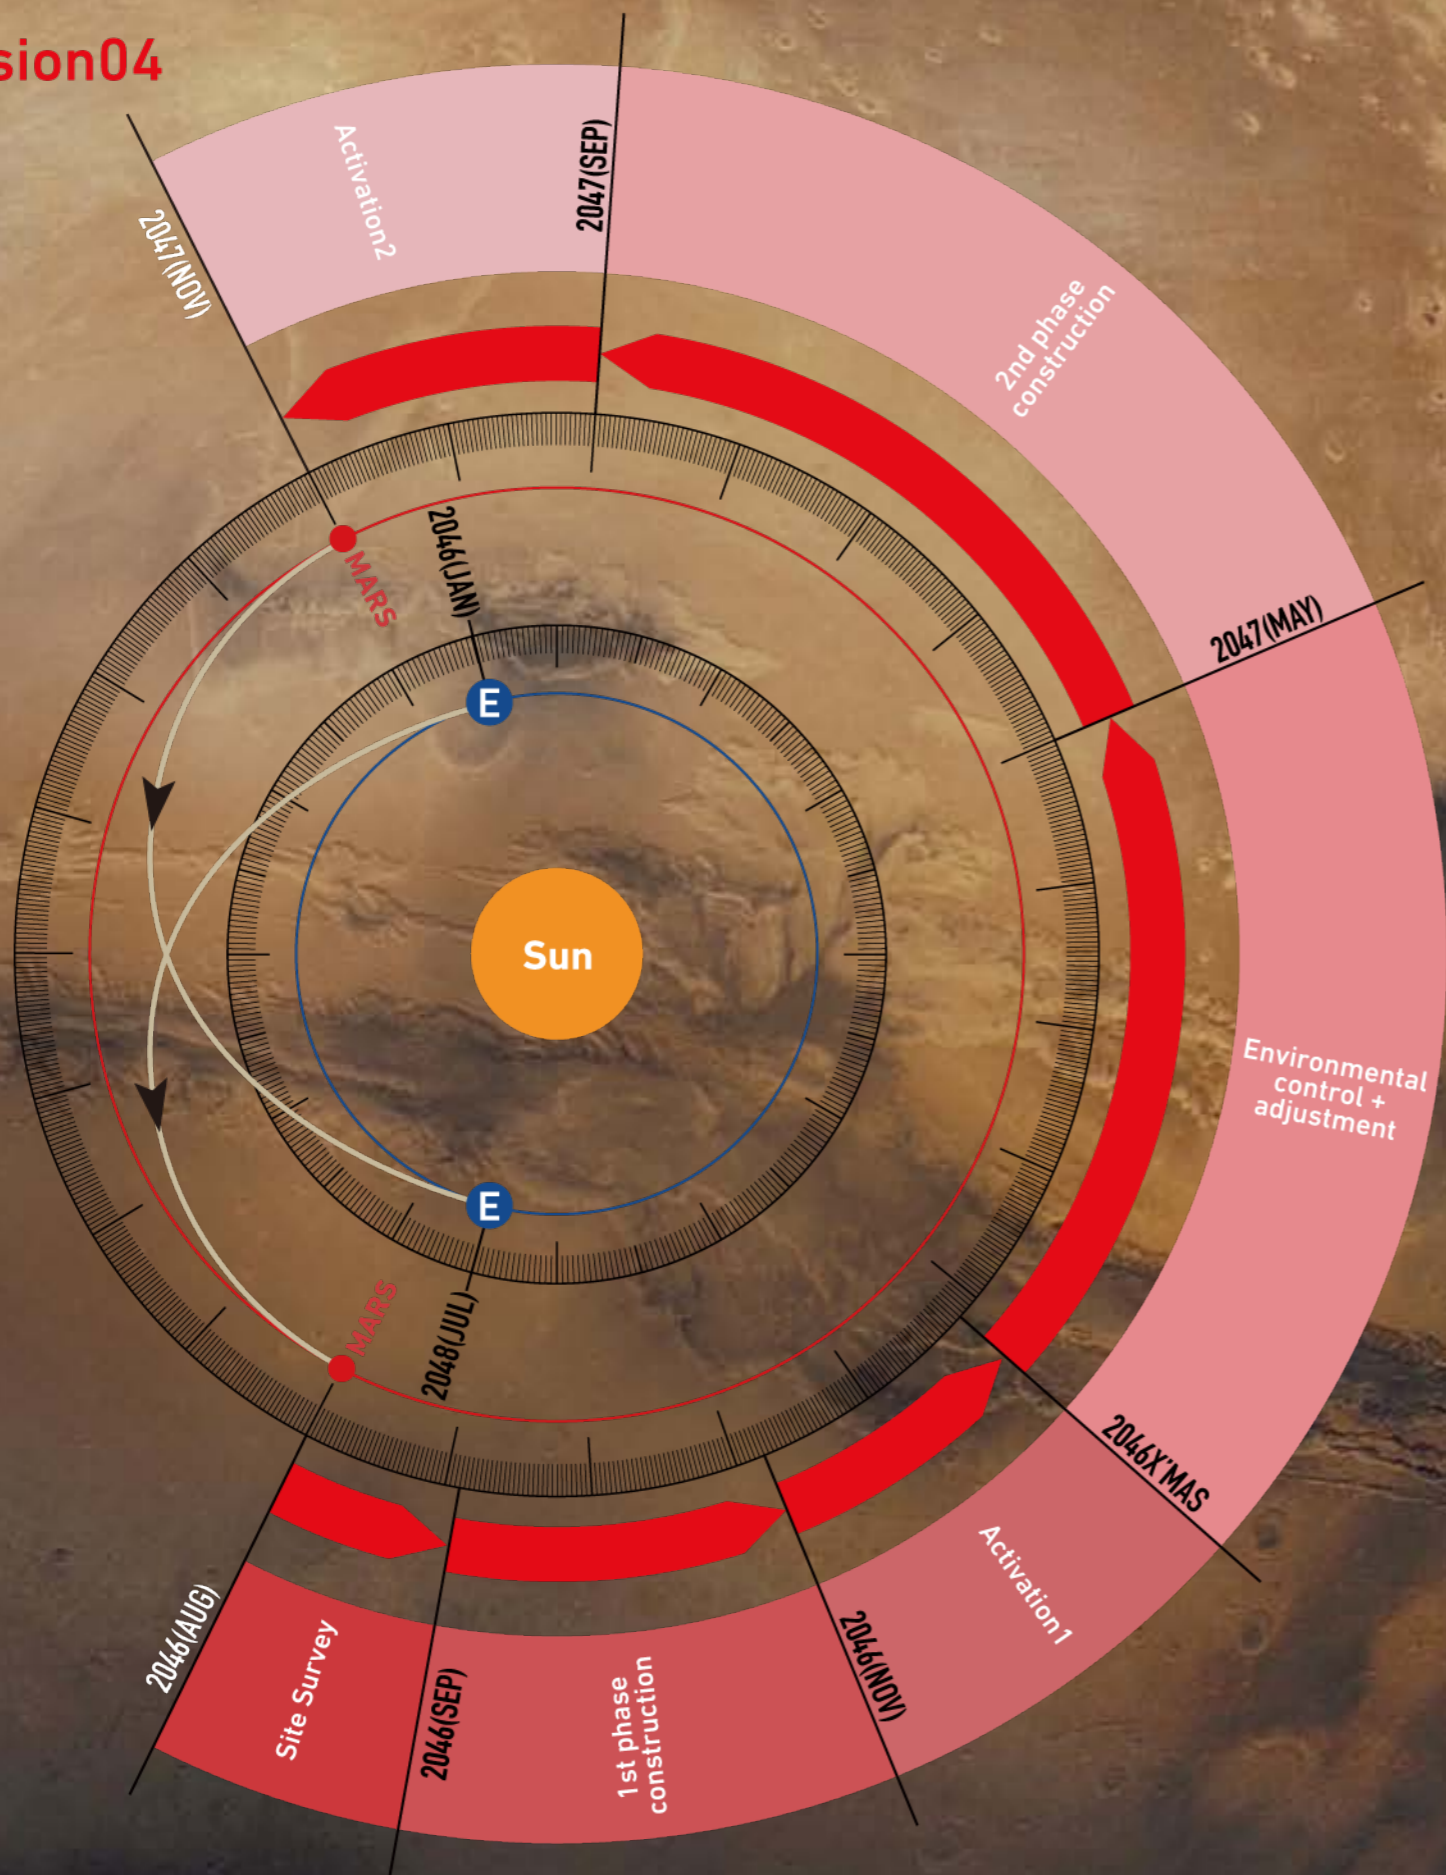 sion04
Activation2
2047(SEP)
2047(NOV)
2nd phase
construction
2046(JAN)
MARS
E
2047(MAY)
Sun
Environmental
control +
adjustment
E
MARS
2048(JUL)
2046X'MAS
Activation1
2046(AUG)
Site Survey
2046(SEP)
1st phase
construction
2046(NOV)